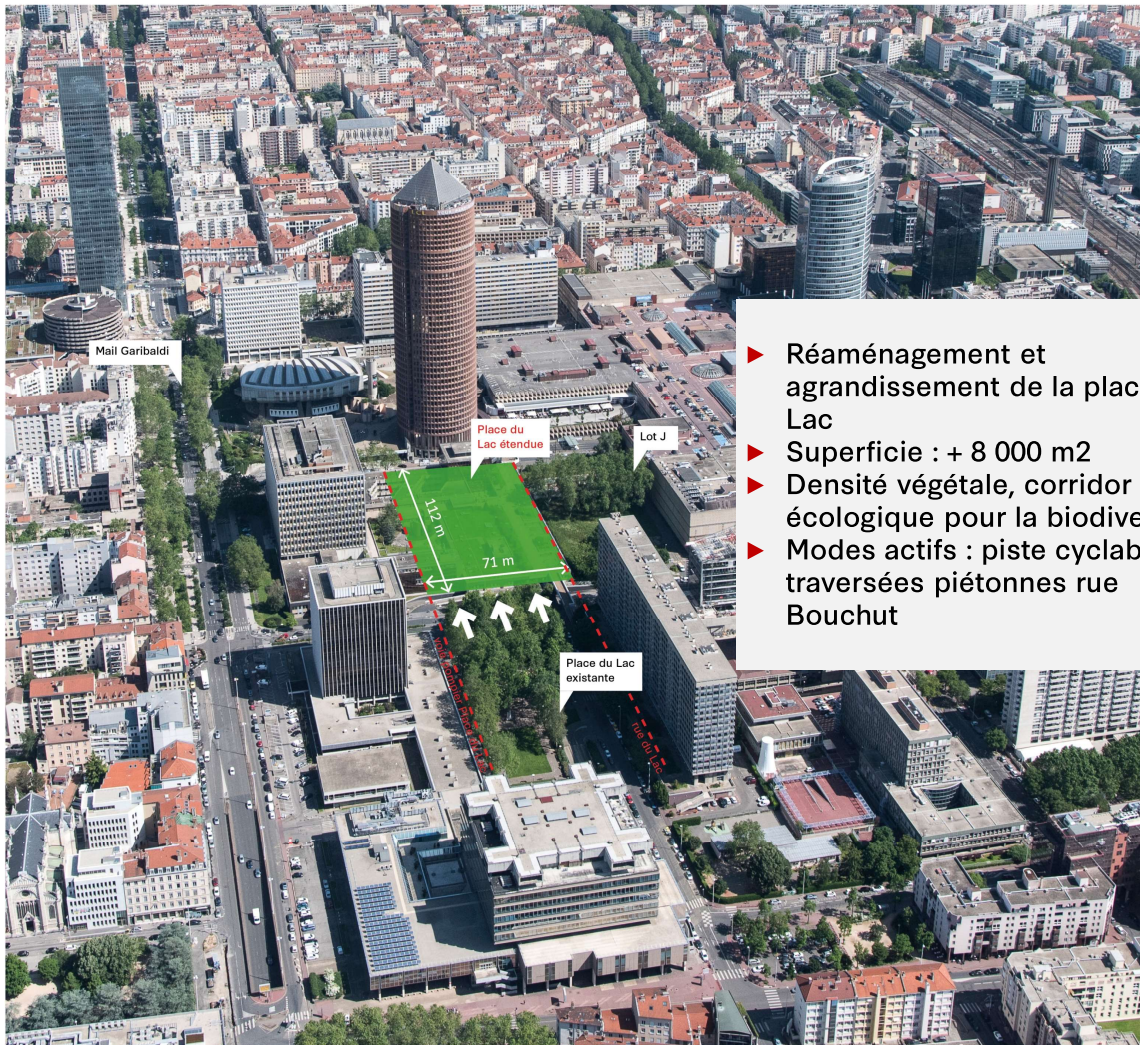 Mail Garibaldi
Place du
Lac étendue
Lot J
112 m
71 m
Place du Lac
existante
rue du Lac
Réaménagement et
agrandissement de la plac
Lac
Superficie : + 8 000 m2
Densité végétale, corridor
écologique pour la biodive
Modes actifs : piste cyclab
traversées piétonnes rue
Bouchut